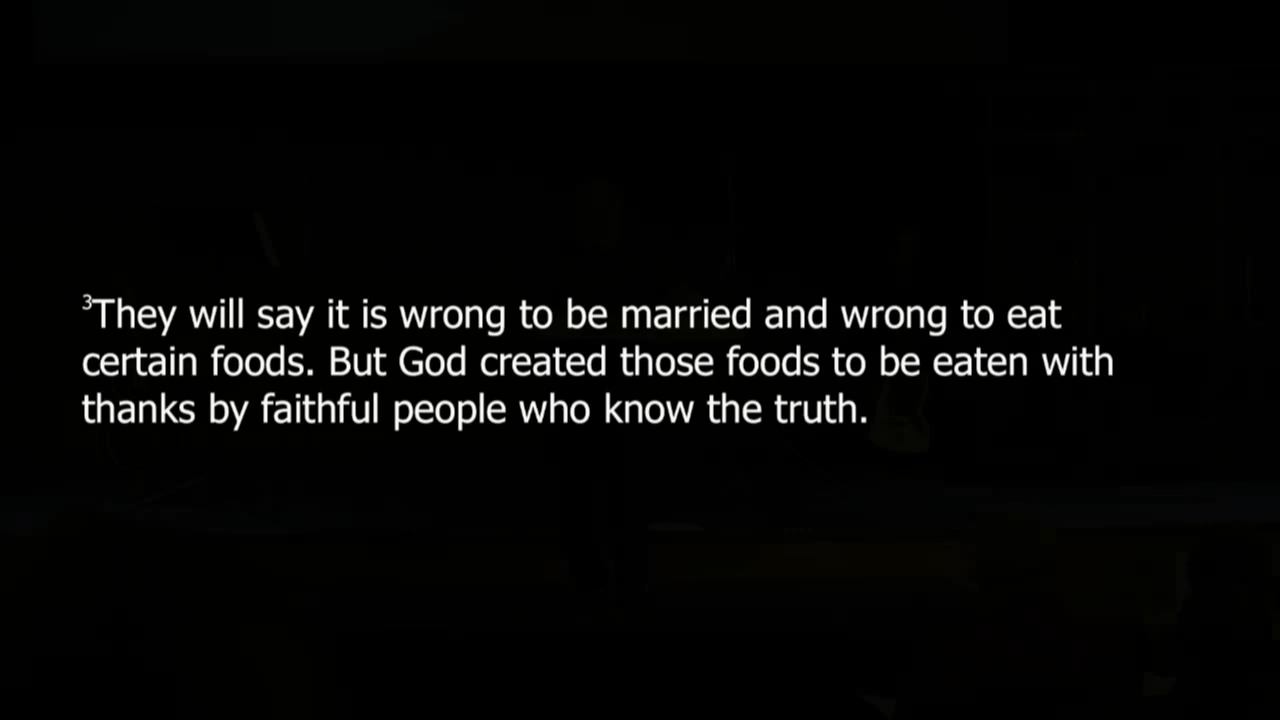 ³They will say it is wrong to be married and wrong to eat
certain foods. But God created those foods to be eaten with
thanks by faithful people who know the truth.